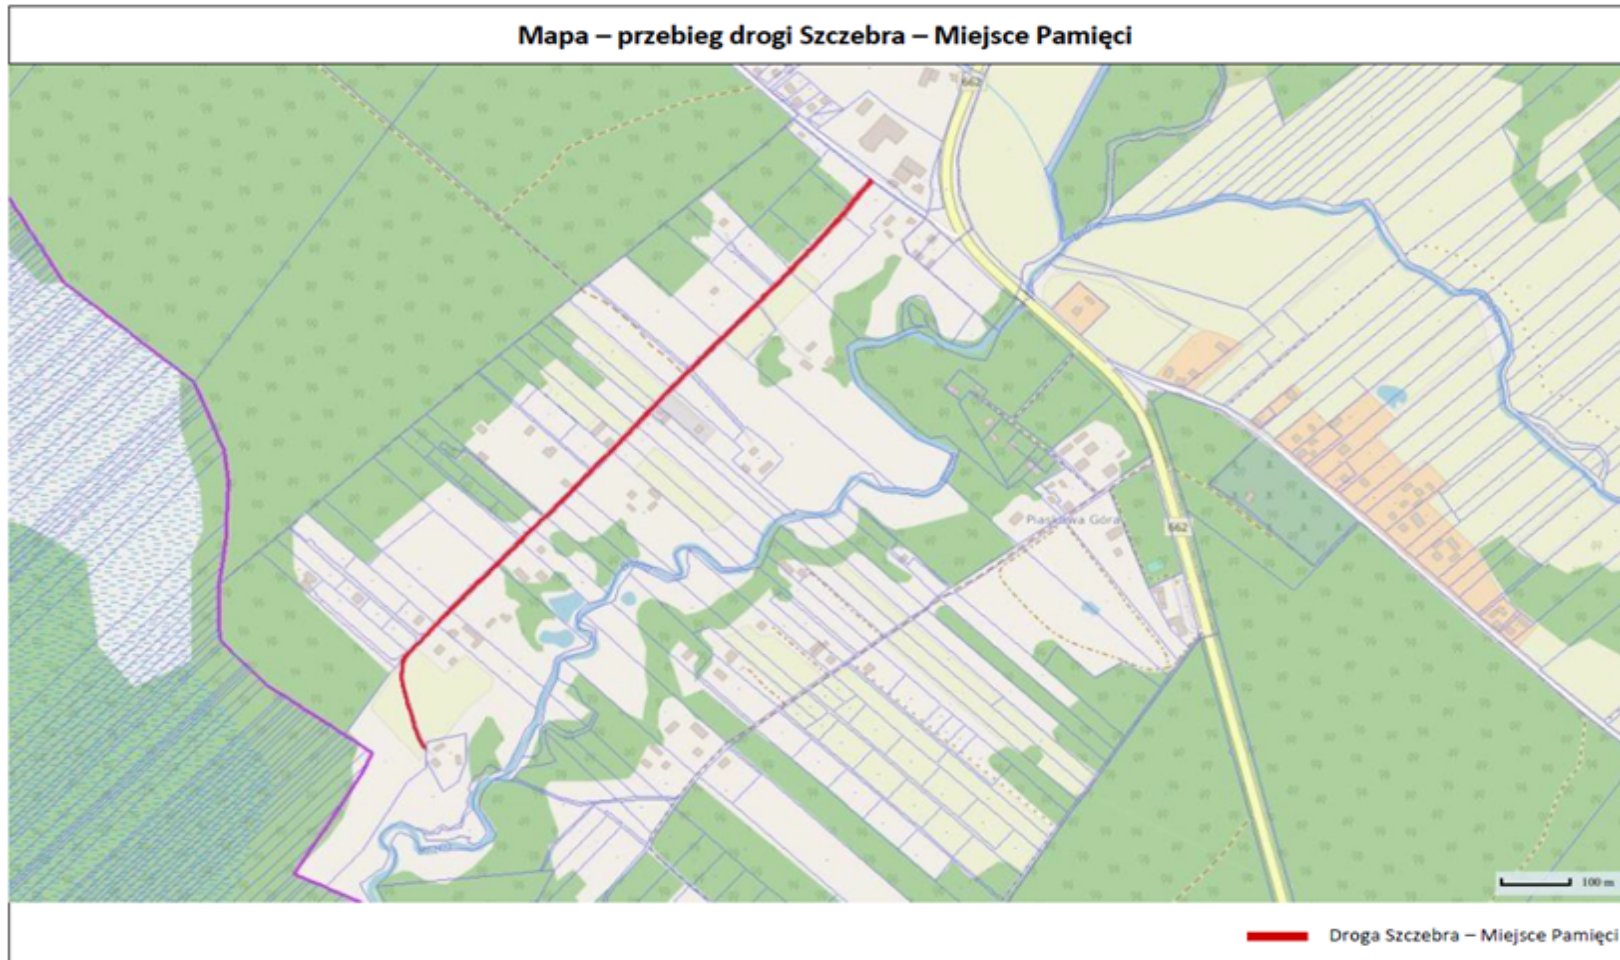 Mapa – przebieg drogi Szczebra – Miejsce Pamięci
662
Piaskowa Góra
662
100 m
Droga Szczebra – Miejsce Pamięci